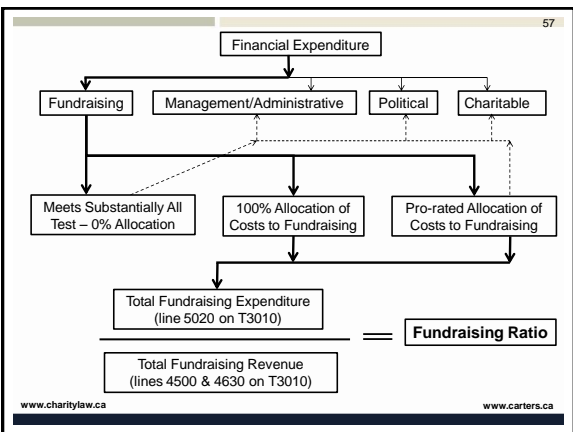 57
Financial Expenditure
Fundraising
Management/Administrative
Political
Charitable
Meets Substantially All
Test – 0% Allocation
100% Allocation of
Costs to Fundraising
Pro-rated Allocation of
Costs to Fundraising
Total Fundraising Expenditure
(line 5020 on T3010)
Fundraising Ratio
Total Fundraising Revenue
(lines 4500 & 4630 on T3010)
www.charitylaw.ca
www.carters.ca